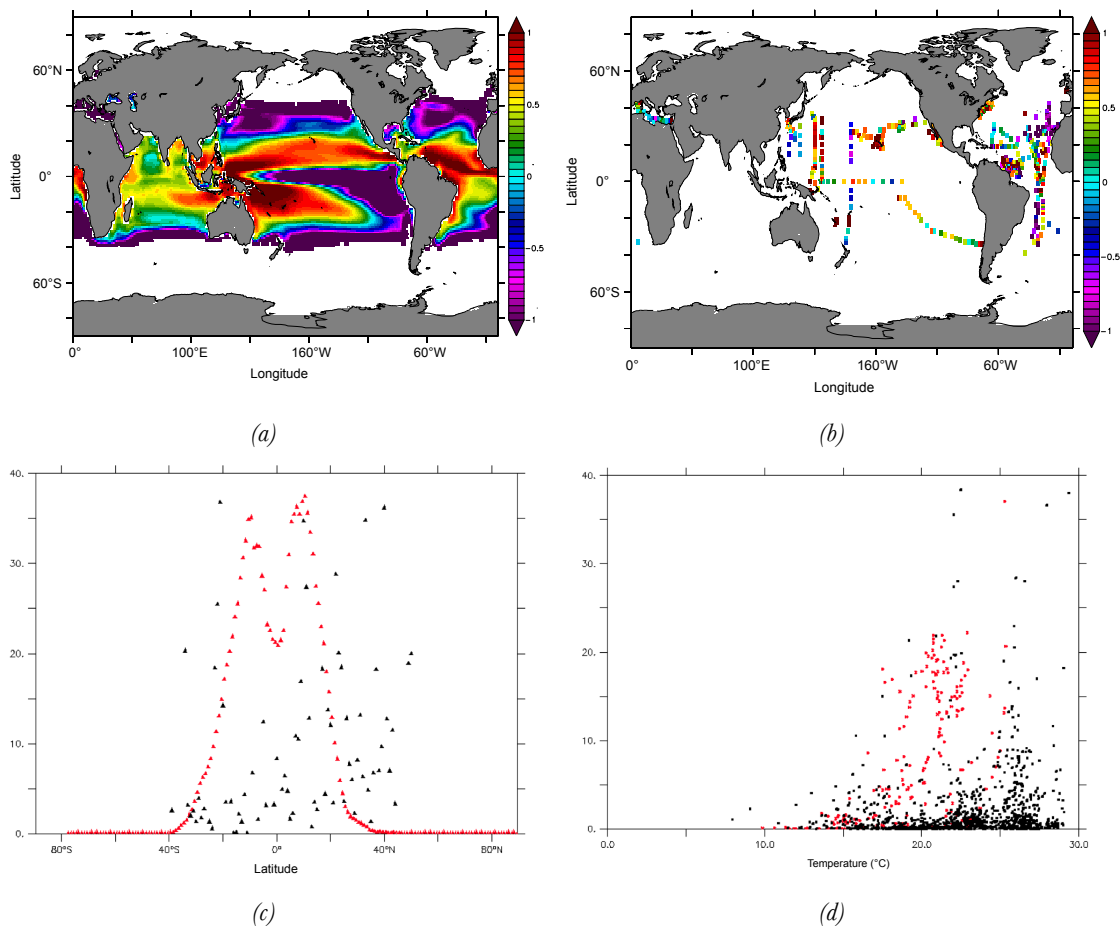 60°N
0°
60°S
Latitude
0°
100°E
160°W
60°W
Longitude
1
0.5
0
-0.5
-1
(a)
60°N
0°
60°S
Latitude
0°
100°E
160°W
60°W
Longitude
1
0.5
0
-0.5
-1
(b)
40.
30.
20.
10.
0.
80°S
40°S
0°
40°N
80°N
Latitude
(c)
40.
30.
20.
10.
0.
0.0
10.0
20.0
30.0
Temperature (°C)
(d)